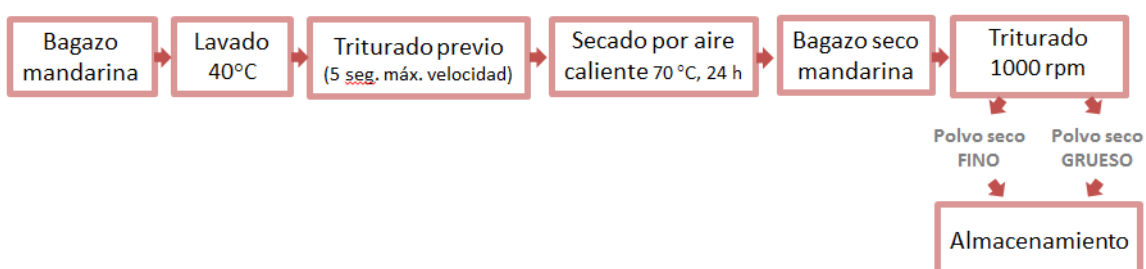 Bagazo
mandarina
Lavado
40°C
Triturado previo
(5 seg. máx. velocidad)
Secado por aire
caliente 70 °C, 24 h
Bagazo seco
mandarina
Triturado
1000 rpm
Polvo seco
FINO
Polvo seco
GRUESO
Almacenamiento